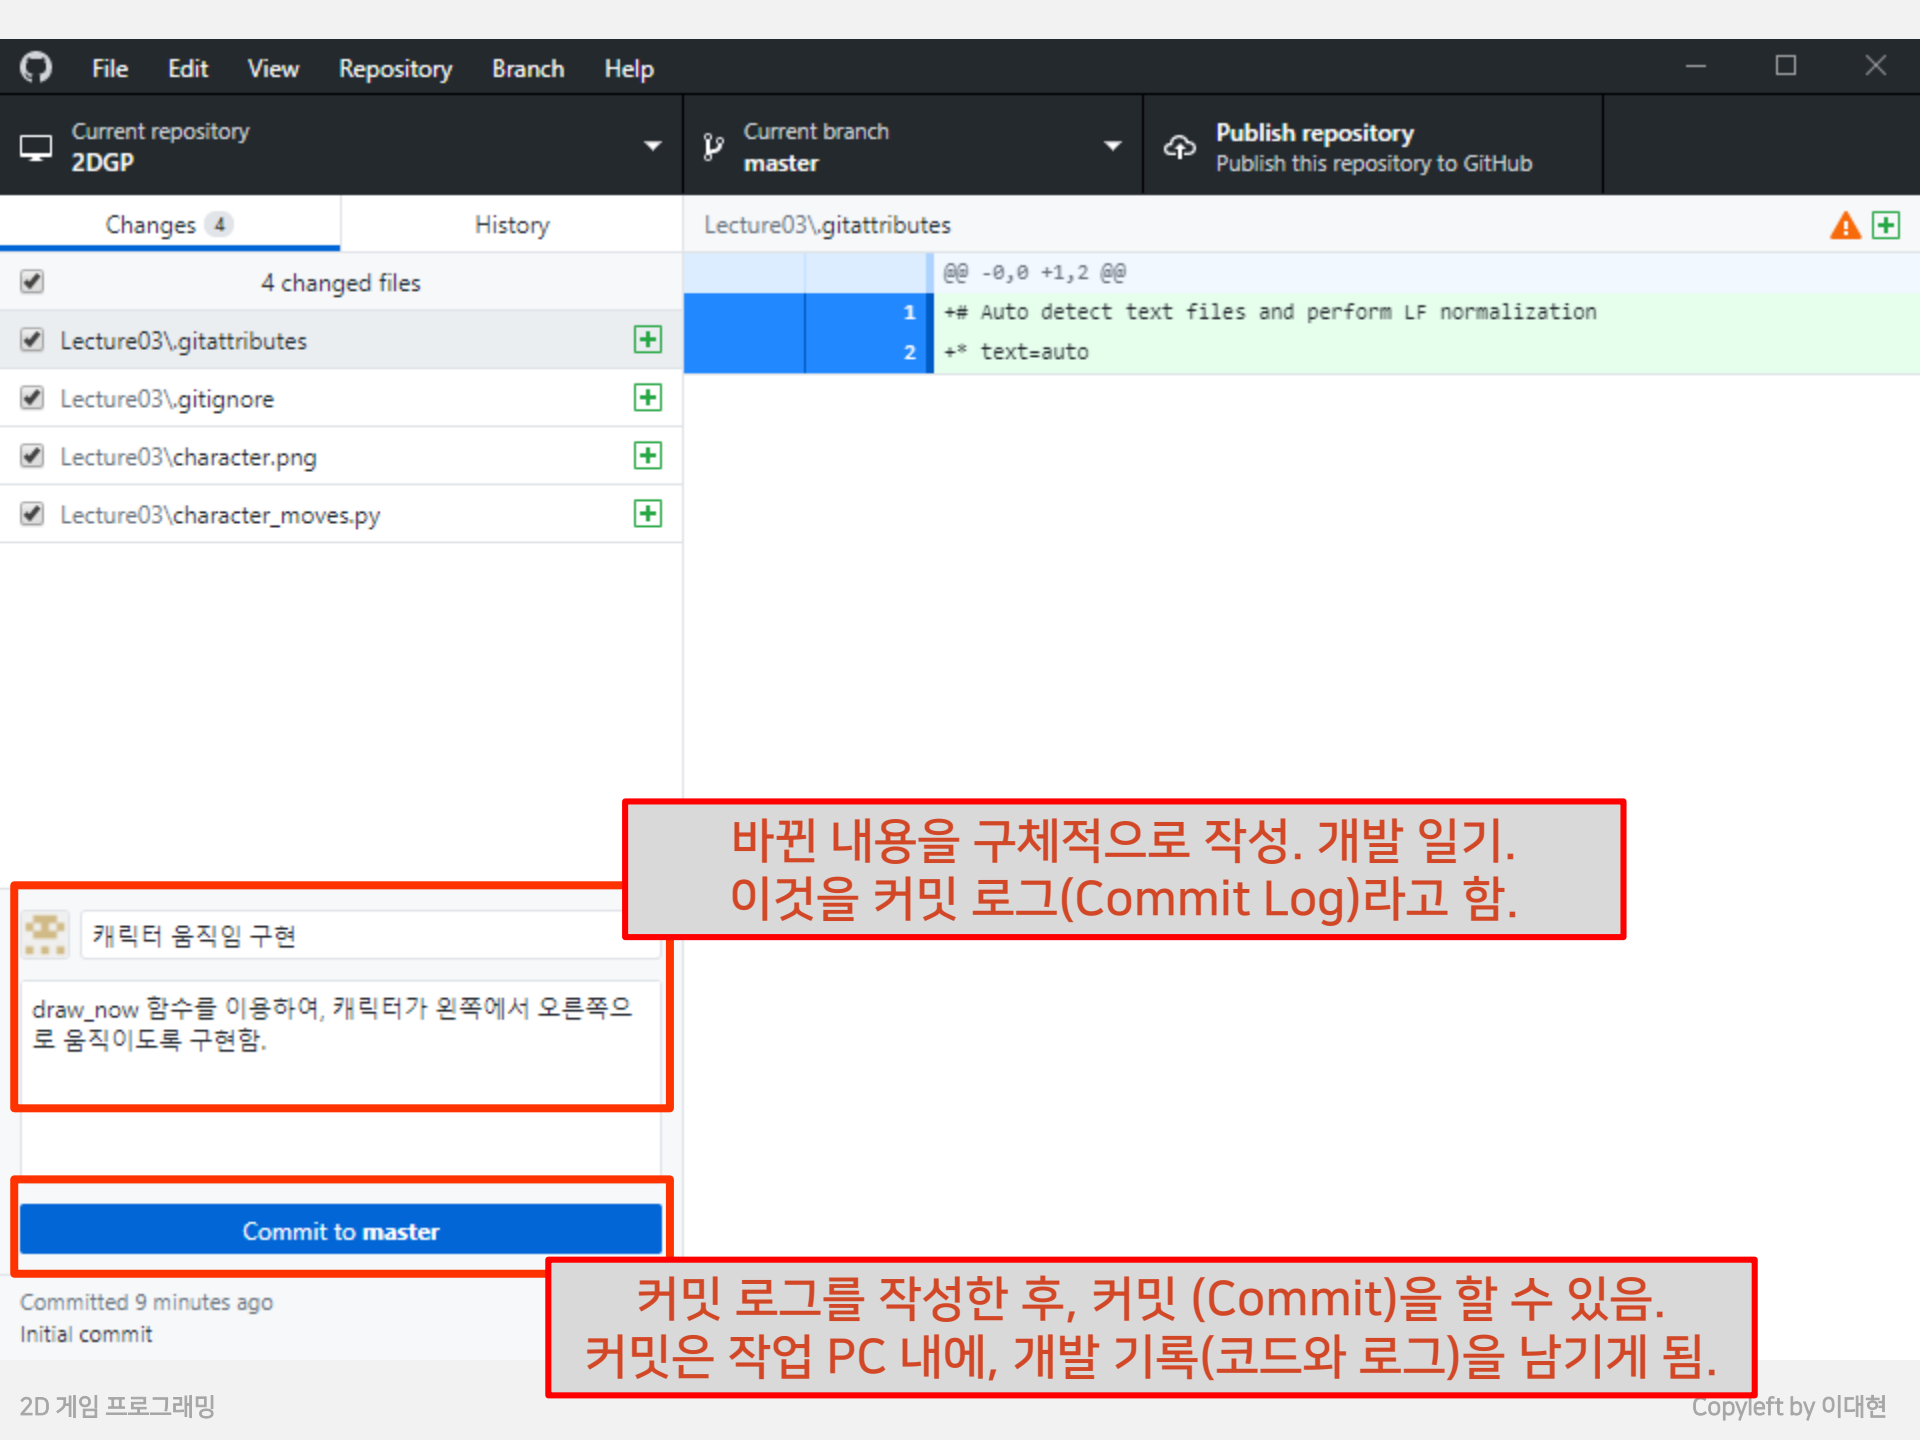 File Edit View Repository Branch Help
Current repository
2DGP
Current branch
master
Publish repository
Publish this repository to GitHub
Changes 4
History
Lecture03\.gitattributes
4 changed files
@@ -0,0 +1,2 @@
1 +# Auto detect text files and perform LF normalization
2 +* text=auto
Lecture03\.gitattributes
Lecture03\.gitignore
Lecture03\character.png
Lecture03\character_moves.py
바뀐 내용을 구체적으로 작성. 개발 일기.
이것을 커밋 로그(Commit Log)라고 함.
캐릭터 움직임 구현
draw_now 함수를 이용하여, 캐릭터가 왼쪽에서 오른쪽으
로 움직이도록 구현함.
Commit to master
커밋 로그를 작성한 후, 커밋 (Commit)을 할 수 있음.
커밋은 작업 PC 내에, 개발 기록(코드와 로그)을 남기게 됨.
Committed 9 minutes ago
Initial commit
2D 게임 프로그래밍
Copyleft by 이대현